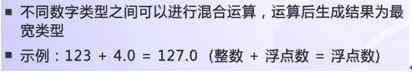 不同数字类型之间可以进行混合运算，运算后生成结果为最
宽类型
示例：123 + 4.0 = 127.0 (整数 + 浮点数 = 浮点数)